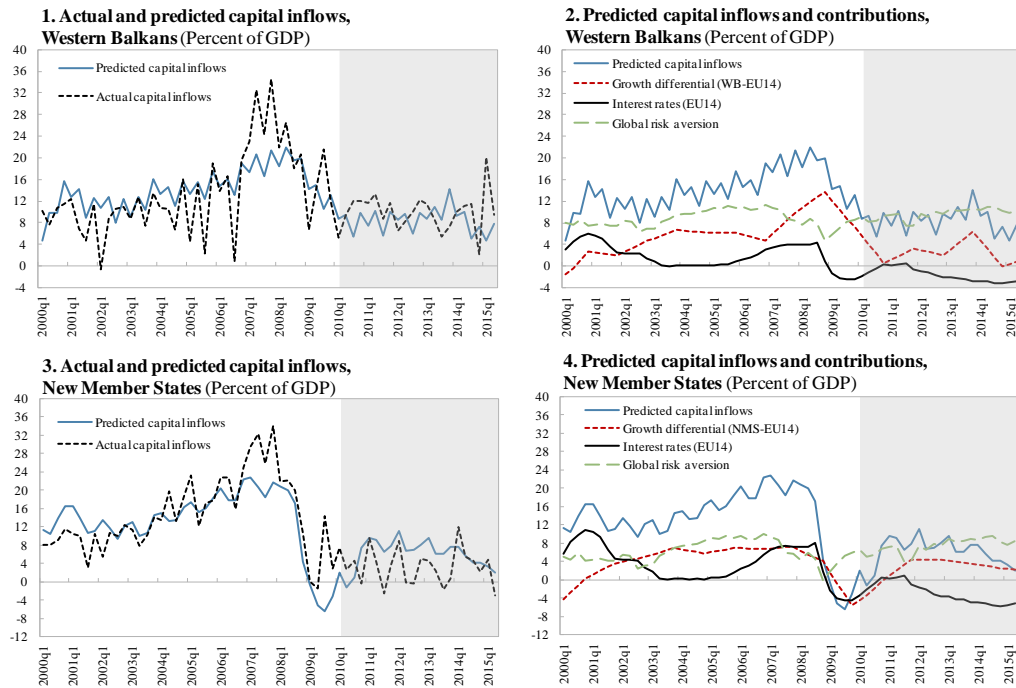 1. Actual and predicted capital inflows,
Western Balkans (Percent of GDP)
40
36
32
28
24
20
16
12
8
4
0
-4
Predicted capital inflows
Actual capital inflows
2000q1
2001q1
2002q1
2003q1
2004q1
2005q1
2006q1
2007q1
2008q1
2009q1
2010q1
2011q1
2012q1
2013q1
2014q1
2015q1
2. Predicted capital inflows and contributions,
Western Balkans (Percent of GDP)
40
36
32
28
24
20
16
12
8
4
0
-4
Predicted capital inflows
Growth differential (WB-EU14)
Interest rates (EU14)
Global risk aversion
2000q1
2001q1
2002q1
2003q1
2004q1
2005q1
2006q1
2007q1
2008q1
2009q1
2010q1
2011q1
2012q1
2013q1
2014q1
2015q1
3. Actual and predicted capital inflows,
New Member States (Percent of GDP)
40
36
32
28
24
20
16
12
8
4
0
-4
-8
-12
Predicted capital inflows
Actual capital inflows
2000q1
2001q1
2002q1
2003q1
2004q1
2005q1
2006q1
2007q1
2008q1
2009q1
2010q1
2011q1
2012q1
2013q1
2014q1
2015q1
4. Predicted capital inflows and contributions,
New Member States (Percent of GDP)
40
36
32
28
24
20
16
12
8
4
0
-4
-8
-12
Predicted capital inflows
Growth differential (NMS-EU14)
Interest rates (EU14)
Global risk aversion
2000q1
2001q1
2002q1
2003q1
2004q1
2005q1
2006q1
2007q1
2008q1
2009q1
2010q1
2011q1
2012q1
2013q1
2014q1
2015q1